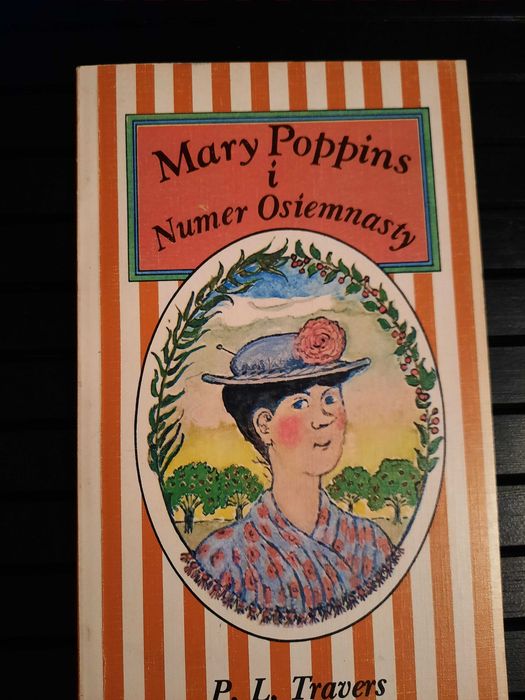 Mary Poppins
i
Numer Osiemnasty
P. L. Travers